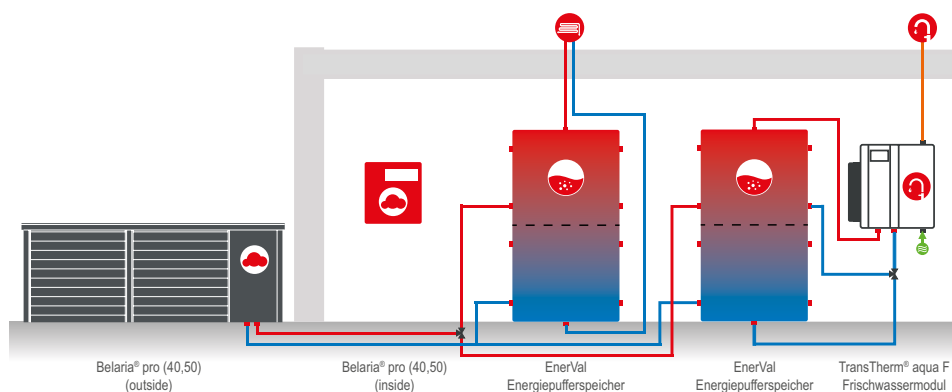 Belaria® pro (40,50)
(outside)
Belaria® pro (40,50)
(inside)
EnerVal
Energiepufferspeicher
EnerVal
Energiepufferspeicher
TransTherm® aqua F
Frischwassermodul